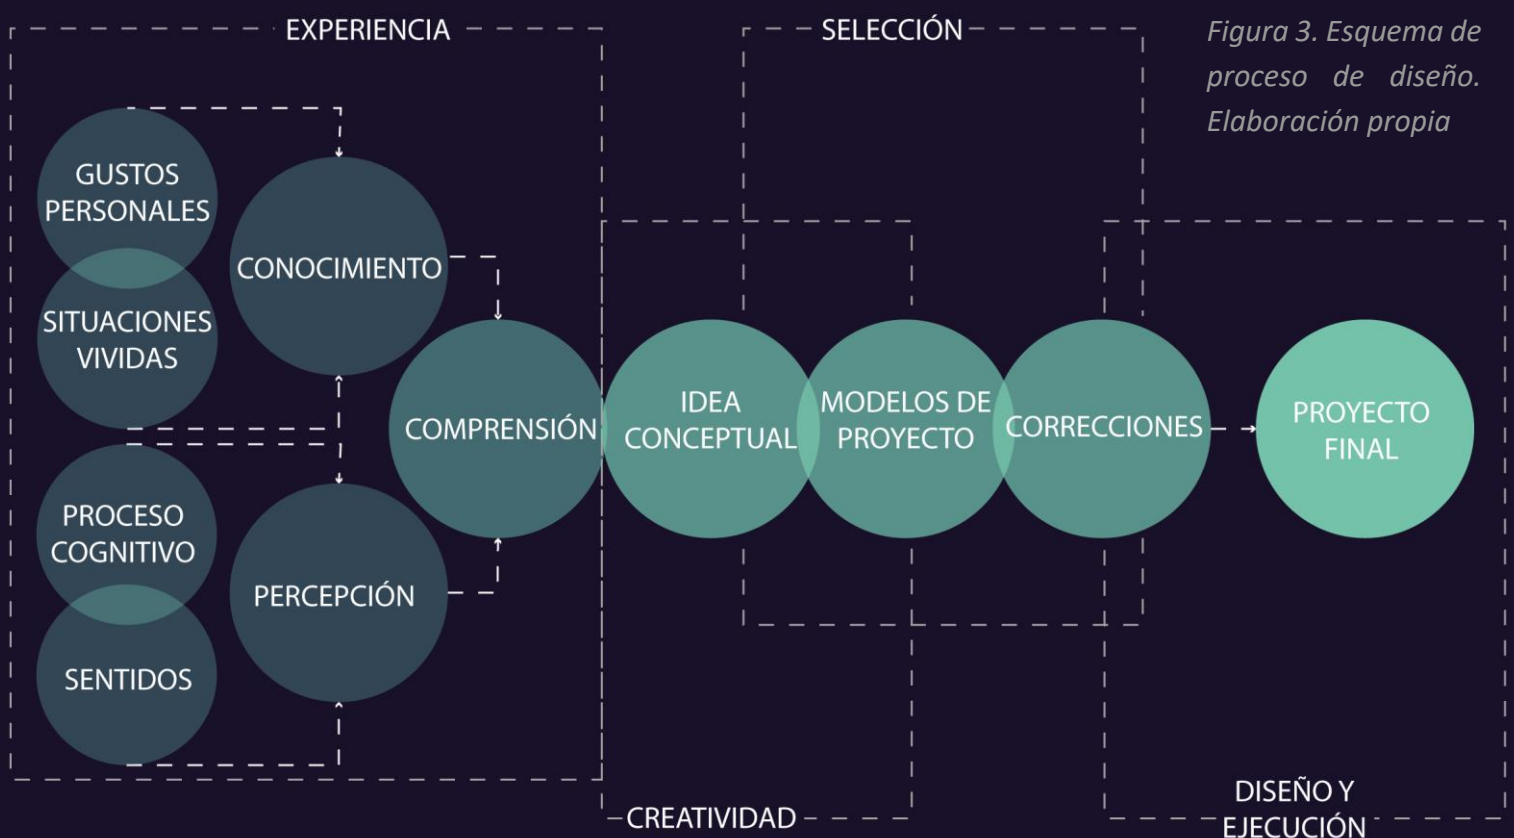 EXPERIENCIA
SELECCIÓN
Figura 3. Esquema de
proceso de diseño.
Elaboración propia
GUSTOS
PERSONALES
SITUACIONES
VIVIDAS
CONOCIMIENTO
PROCESO
COGNITIVO
SENTIDOS
PERCEPCIÓN
COMPRENSIÓN
IDEA
CONCEPTUAL
MODELOS DE
PROYECTO
CORRECCIONES
PROYECTO
FINAL
CREATIVIDAD
DISEÑO Y
EJECUCIÓN